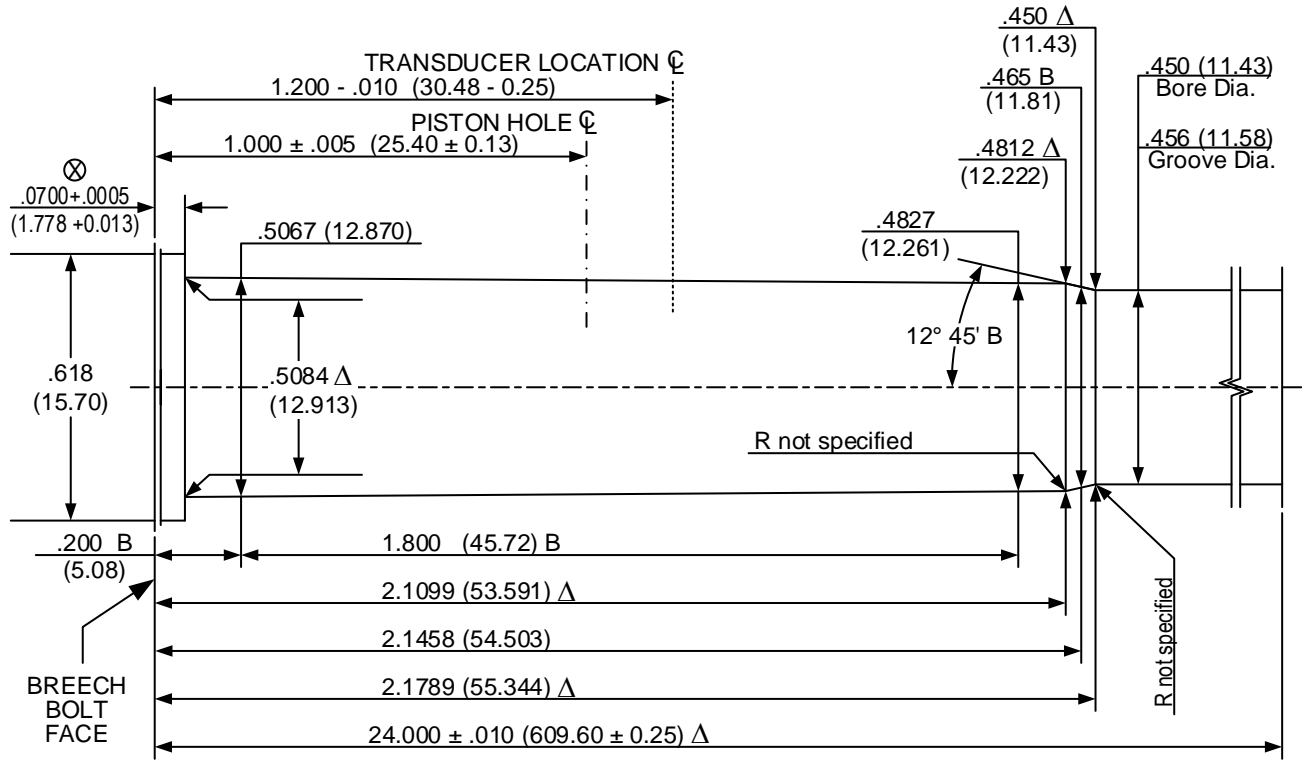 .450 Δ
(11.43)
TRANSDUCER LOCATION ℄
1.200 - .010 (30.48 - 0.25)
.465 B
(11.81)
.450 (11.43)
Bore Dia.
PISTON HOLE ℄
1.000 ± .005 (25.40 ± 0.13)
.4812 Δ
(12.222)
.456 (11.58)
Groove Dia.
⊗
.0700+.0005
(1.778 +0.013)
.5067 (12.870)
.4827
(12.261)
12° 45' B
.618
(15.70)
.5084 Δ
(12.913)
R not specified
.200 B
(5.08)
1.800 (45.72) B
2.1099 (53.591) Δ
2.1458 (54.503)
2.1789 (55.344) Δ
R not specified
BREECH
BOLT
FACE
24.000 ± .010 (609.60 ± 0.25) Δ